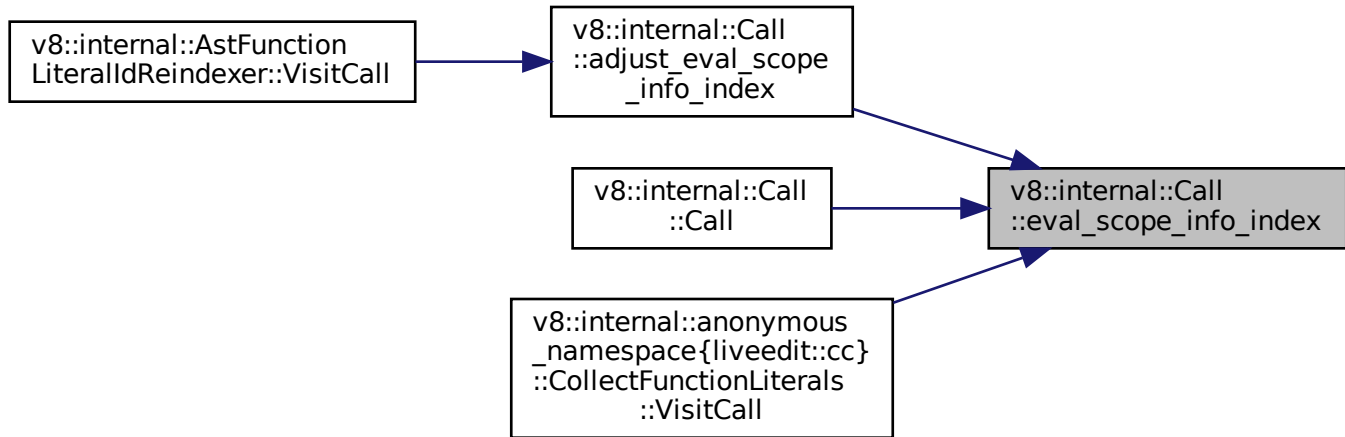 v8::internal::AstFunction
LiteralIdReindexer::VisitCall
v8::internal::Call
::adjust_eval_scope
_info_index
v8::internal::Call
::Call
v8::internal::anonymous
_namespace{liveedit::cc}
::CollectFunctionLiterals
::VisitCall
v8::internal::Call
::eval_scope_info_index